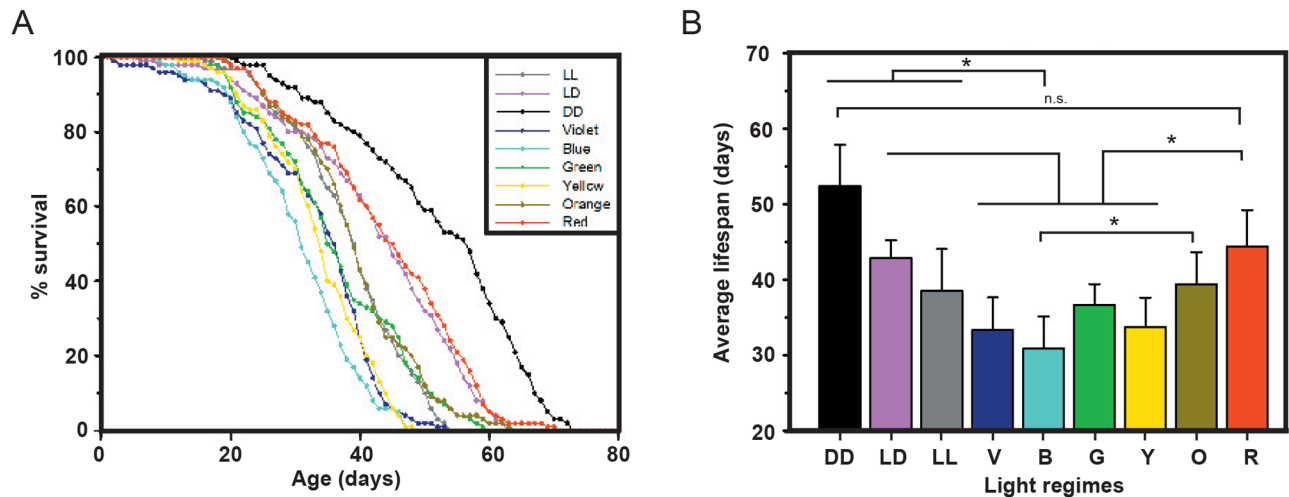 A
% survival
100
80
60
40
20
0
0 20 40 60 80
Age (days)
LL
LD
DD
Violet
Blue
Green
Yellow
Orange
Red
B
Average lifespan (days)
70
60
50
40
30
20
*
n.s.
*
*
DD LD LL V B G Y O R
Light regimes